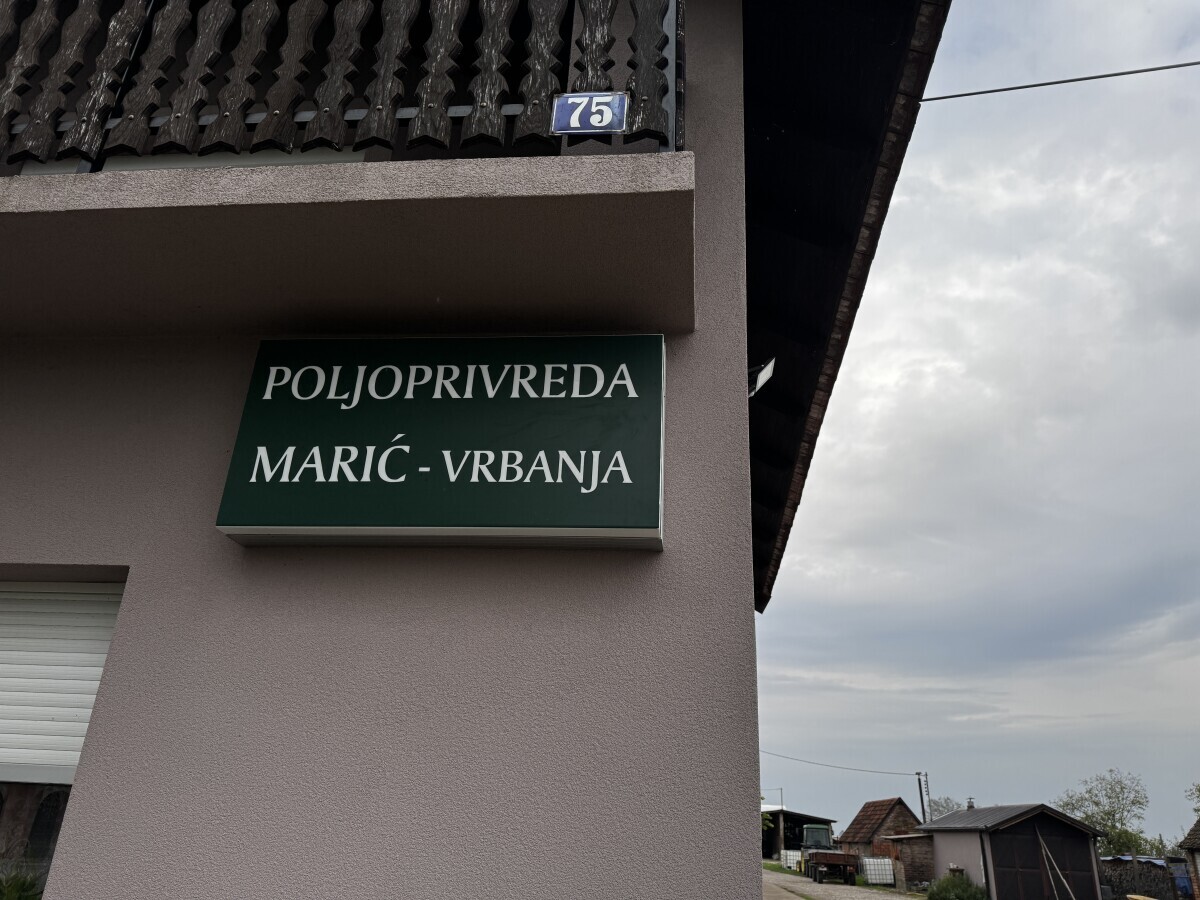 75
POLJOPRIVREDA
MARIĆ - VRBANJA